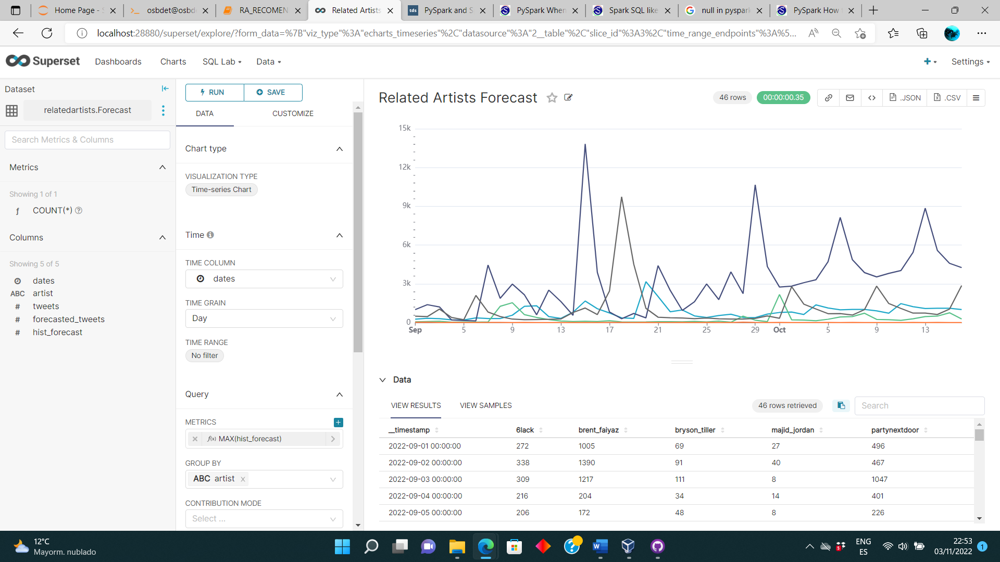 Home Page - S
osbdet@osbd
RA_RECOMEN
Related Artists
tds PySpark and S
PySpark When
Spark SQL like
null in pyspark
PySpark How
localhost:28880/superset/explore/?form_data=%7B"viz_type"%3A"echarts_timeseries"%2C"datasource"%3A"2__table"%2C"slice_id"%3A3%2C"time_range_endpoints"%3A%5...
Superset
Dashboards
Charts
SQL Lab
Data
Settings
Dataset
relatedartists.Forecast
Search Metrics & Columns
Metrics
Showing 1 of 1
ƒ COUNT(*)
Columns
Showing 5 of 5
dates
ABC artist
# tweets
# forecasted_tweets
# hist_forecast
RUN
SAVE
DATA
CUSTOMIZE
Chart type
VISUALIZATION TYPE
Time-series Chart
Time
TIME COLUMN
dates
TIME GRAIN
Day
TIME RANGE
No filter
Query
METRICS
f(x) MAX(hist_forecast)
GROUP BY
ABC artist x
CONTRIBUTION MODE
Select ...
Related Artists Forecast
46 rows
00:00:00.35
.JSON
.CSV
15k
12k
9k
6k
3k
0
Sep 5 9 13 17 21 25 29 Oct 5 9 13
Data
VIEW RESULTS
VIEW SAMPLES
46 rows retrieved
Search
__timestamp 6lack brent_faiyaz bryson_tiller majid_jordan partynextdoor
2022-09-01 00:00:00 272 1005 69 27 496
2022-09-02 00:00:00 338 1390 91 40 467
2022-09-03 00:00:00 309 1217 111 8 1047
2022-09-04 00:00:00 216 204 34 14 401
2022-09-05 00:00:00 206 172 48 8 226
12°C
Mayorm. nublado
ENG
ES
22:53
03/11/2022
1